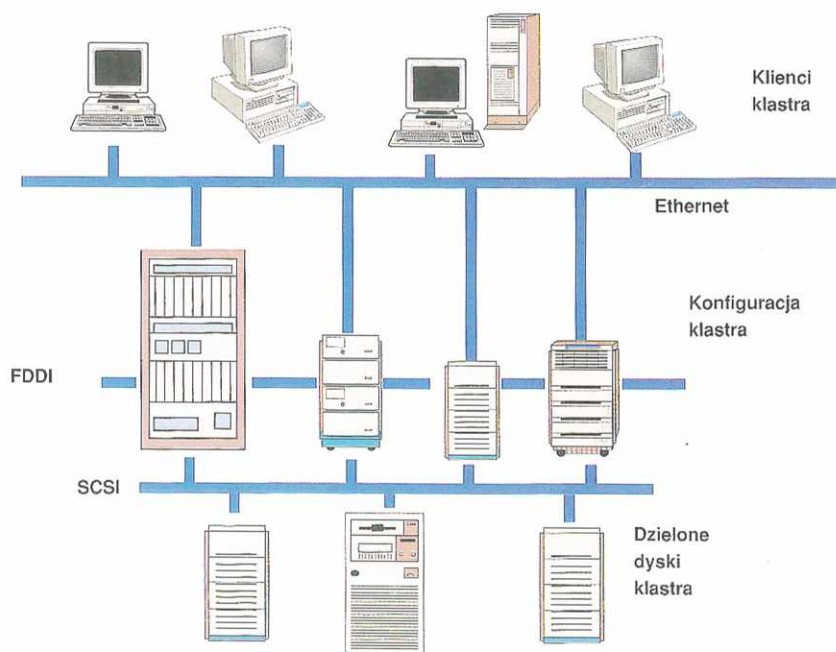 Klienci
klastra
Ethernet
Konfiguracja
klastra
FDDI
SCSI
Dzielone
dyski
klastra